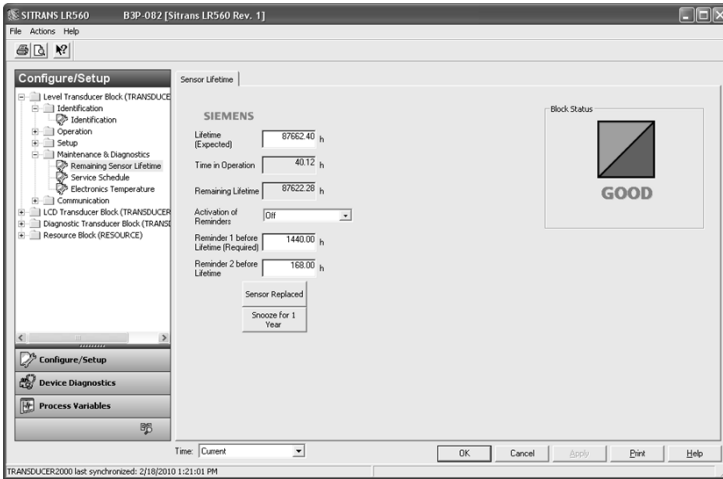 SITRANS LR560 B3P-082 [Sitrans LR560 Rev. 1]
File Actions Help
Configure/Setup
Level Transducer Block (TRANSDUCE
Identification
Identification
Operation
Setup
Maintenance & Diagnostics
Remaining Sensor Lifetime
Service Schedule
Electronics Temperature
Communication
LCD Transducer Block (TRANSDUCER
Diagnostic Transducer Block (TRANSD
Resource Block (RESOURCE)
Configure/Setup
Device Diagnostics
Process Variables
Sensor Lifetime
SIEMENS
Lifetime
(Expected) 87662.40 h
Time in Operation 40.12 h
Remaining Lifetime 87622.28 h
Activation of
Reminders Off
Reminder 1 before
Lifetime (Required) 1440.00 h
Reminder 2 before
Lifetime 168.00 h
Sensor Replaced
Snooze for 1
Year
Block Status
GOOD
Time: Current
OK Cancel Apply Print Help
TRANSDUCER2000 last synchronized: 2/18/2010 1:21:01 PM